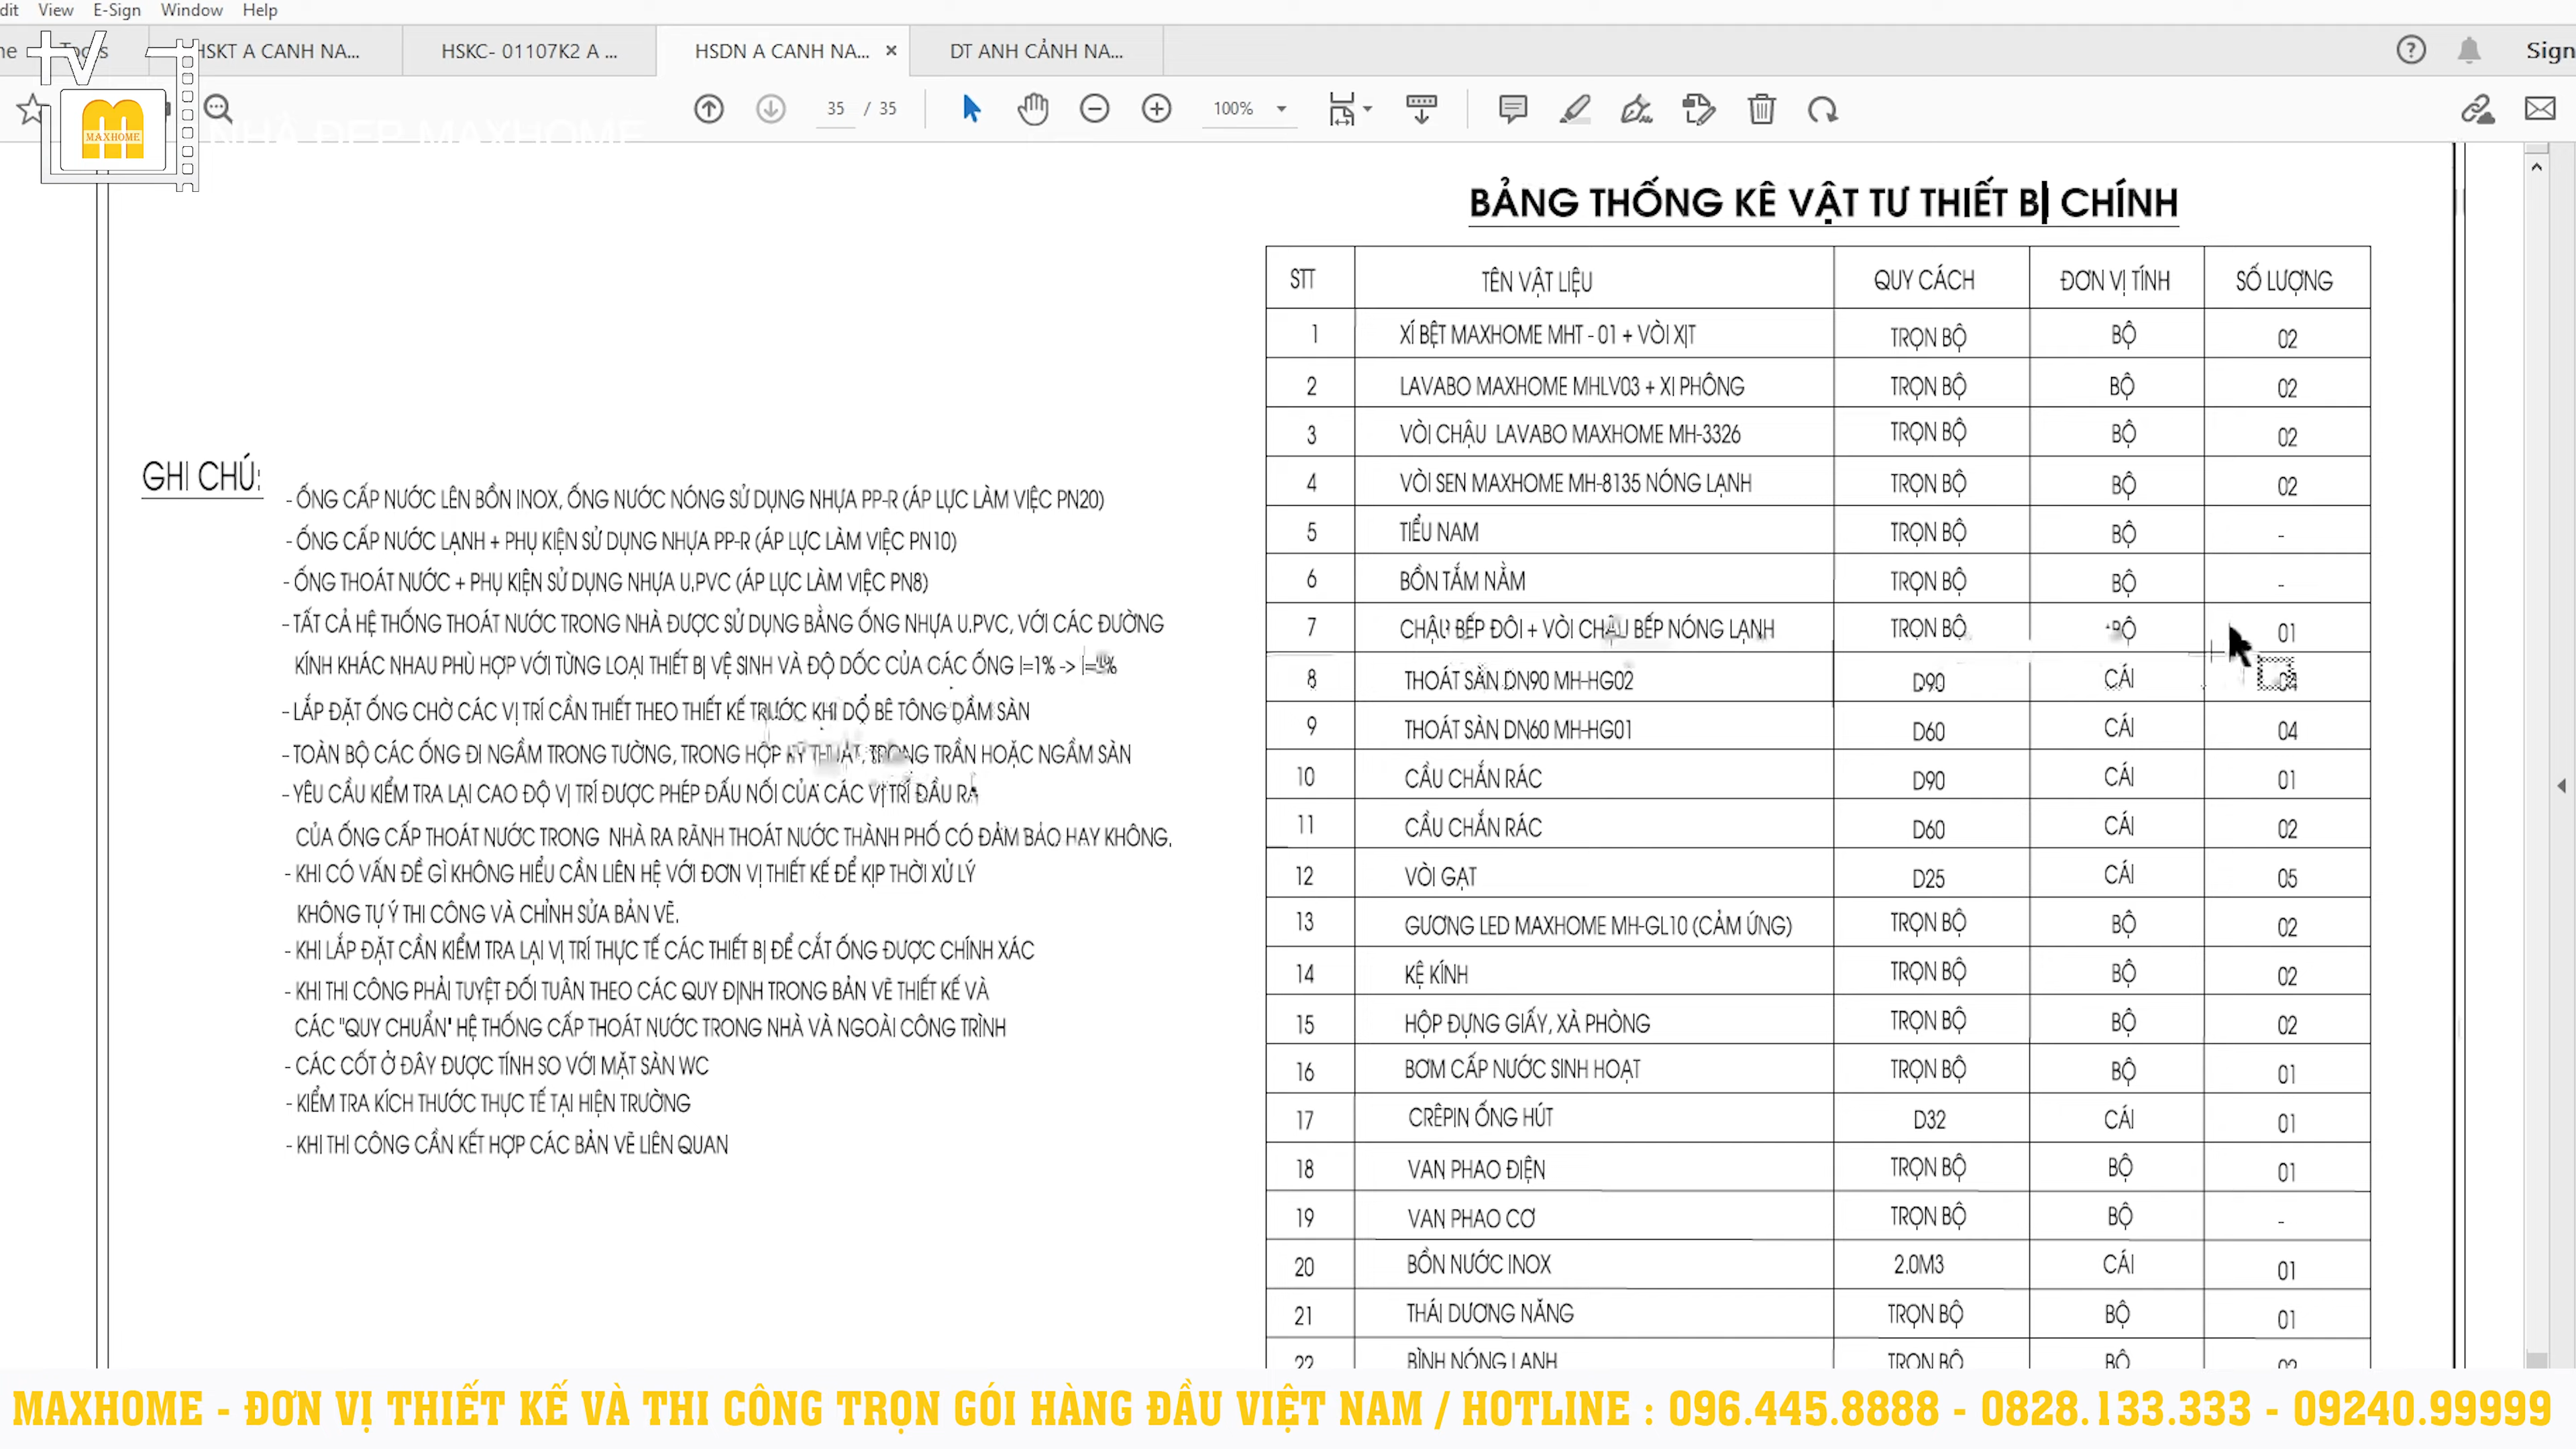 dit View E-Sign Window Help
ne Tools HSKT A CANH NA... HSKC- 01107K2 A ... HSDN A CANH NA... × DT ANH CẢNH NA... Sign
tv
MAXHOME
NHÀ ĐẸP MAXHOME
35 / 35 100%
BẢNG THỐNG KÊ VẬT TƯ THIẾT BỊ CHÍNH
STT TÊN VẬT LIỆU QUY CÁCH ĐƠN VỊ TÍNH SỐ LƯỢNG
1 XÍ BỆT MAXHOME MHT - 01 + VÒI XỊT TRỌN BỘ BỘ 02
2 LAVABO MAXHOME MHLV03 + XI PHÔNG TRỌN BỘ BỘ 02
3 VÒI CHẬU LAVABO MAXHOME MH-3326 TRỌN BỘ BỘ 02
4 VÒI SEN MAXHOME MH-8135 NÓNG LẠNH TRỌN BỘ BỘ 02
5 TIỂU NAM TRỌN BỘ BỘ -
6 BỒN TẮM NẰM TRỌN BỘ BỘ -
7 CHẬU BẾP ĐÔI + VÒI CHẬU BẾP NÓNG LẠNH TRỌN BỘ BỘ 01
8 THOÁT SÀN DN90 MH-HG02 D90 CÁI
9 THOÁT SÀN DN60 MH-HG01 D60 CÁI 04
10 CẦU CHẮN RÁC D90 CÁI 01
11 CẦU CHẮN RÁC D60 CÁI 02
12 VÒI GẠT D25 CÁI 05
13 GƯƠNG LED MAXHOME MH-GL10 (CẢM ỨNG) TRỌN BỘ BỘ 02
14 KỆ KÍNH TRỌN BỘ BỘ 02
15 HỘP ĐỰNG GIẤY, XÀ PHÒNG TRỌN BỘ BỘ 02
16 BƠM CẤP NƯỚC SINH HOẠT TRỌN BỘ BỘ 01
17 CRÊPIN ỐNG HÚT D32 CÁI 01
18 VAN PHAO ĐIỆN TRỌN BỘ BỘ 01
19 VAN PHAO CƠ TRỌN BỘ BỘ -
20 BỒN NƯỚC INOX 2.0M3 CÁI 01
21 THÁI DƯƠNG NĂNG TRỌN BỘ BỘ 01
22 BÌNH NÓNG LẠNH TRỌN BỘ BỘ 02
GHI CHÚ:
- ỐNG CẤP NƯỚC LÊN BỒN INOX, ỐNG NƯỚC NÓNG SỬ DỤNG NHỰA PP-R (ÁP LỰC LÀM VIỆC PN20)
- ỐNG CẤP NƯỚC LẠNH + PHỤ KIỆN SỬ DỤNG NHỰA PP-R (ÁP LỰC LÀM VIỆC PN10)
- ỐNG THOÁT NƯỚC + PHỤ KIỆN SỬ DỤNG NHỰA U.PVC (ÁP LỰC LÀM VIỆC PN8)
- TẤT CẢ HỆ THỐNG THOÁT NƯỚC TRONG NHÀ ĐƯỢC SỬ DỤNG BẰNG ỐNG NHỰA U.PVC, VỚI CÁC ĐƯỜNG
KÍNH KHÁC NHAU PHÙ HỢP VỚI TỪNG LOẠI THIẾT BỊ VỆ SINH VÀ ĐỘ DỐC CỦA CÁC ỐNG I=1% ->
- LẮP ĐẶT ỐNG CHỜ CÁC VỊ TRÍ CẦN THIẾT THEO THIẾT KẾ TRƯỚC KHI DỔ BÊ TÔNG DẦM SÀN
- TOÀN BỘ CÁC ỐNG ĐI NGẦM TRONG TƯỜNG, TRONG HỘP KỸ THUẬT, TRONG TRẦN HOẶC NGẦM SÀN
- YÊU CẦU KIỂM TRA LẠI CAO ĐỘ VỊ TRÍ ĐƯỢC PHÉP ĐẤU NỐI CỦA CÁC VỊ TRÍ ĐẦU RA
CỦA ỐNG CẤP THOÁT NƯỚC TRONG NHÀ RA RÃNH THOÁT NƯỚC THÀNH PHỐ CÓ ĐẢM BẢO HAY KHÔNG.
- KHI CÓ VẤN ĐỀ GÌ KHÔNG HIỂU CẦN LIÊN HỆ VỚI ĐƠN VỊ THIẾT KẾ ĐỂ KỊP THỜI XỬ LÝ
KHÔNG TỰ Ý THI CÔNG VÀ CHỈNH SỬA BẢN VẼ.
- KHI LẮP ĐẶT CẦN KIỂM TRA LẠI VỊ TRÍ THỰC TẾ CÁC THIẾT BỊ ĐỂ CẮT ỐNG ĐƯỢC CHÍNH XÁC
- KHI THI CÔNG PHẢI TUYỆT ĐỐI TUÂN THEO CÁC QUY ĐỊNH TRONG BẢN VẼ THIẾT KẾ VÀ
CÁC "QUY CHUẨN" HỆ THỐNG CẤP THOÁT NƯỚC TRONG NHÀ VÀ NGOÀI CÔNG TRÌNH
- CÁC CỐT Ở ĐÂY ĐƯỢC TÍNH SO VỚI MẶT SÀN WC
- KIỂM TRA KÍCH THƯỚC THỰC TẾ TẠI HIỆN TRƯỜNG
- KHI THI CÔNG CẦN KẾT HỢP CÁC BẢN VẼ LIÊN QUAN
MAXHOME - ĐƠN VỊ THIẾT KẾ VÀ THI CÔNG TRỌN GÓI HÀNG ĐẦU VIỆT NAM / HOTLINE : 096.445.8888 - 0828.133.333 - 09240.99999